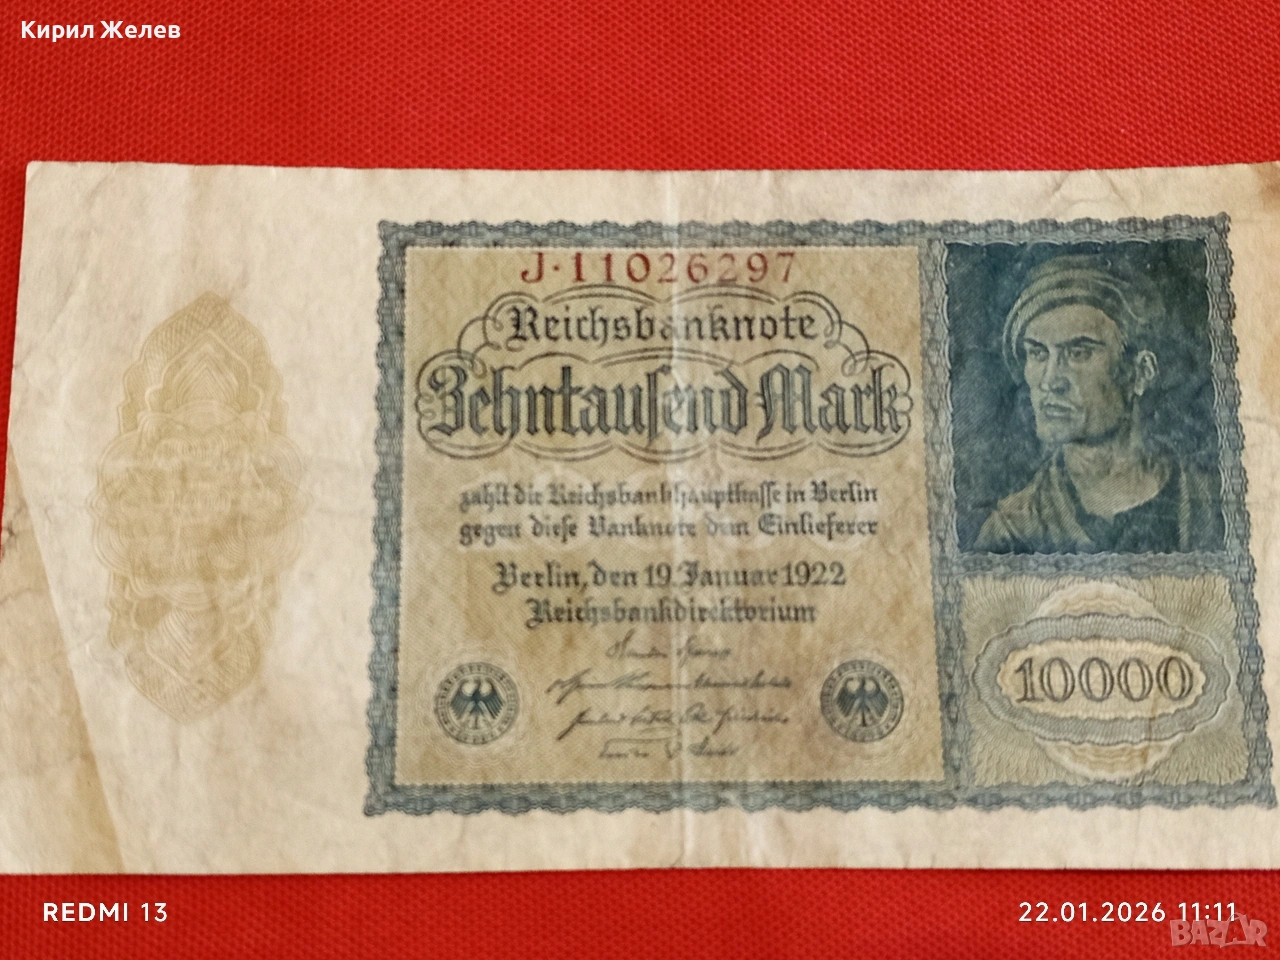 Кирил Желев
J·11026297
Reichsbanknote
Zehntausend Mark
zahlt die Reichsbankhauptkasse in Berlin
gegen diese Banknote dem Einlieferer
Berlin, den 19. Januar 1922
Reichsbankdirektorium
10000
REDMI 13
22.01.2026 11:11
BAZAR